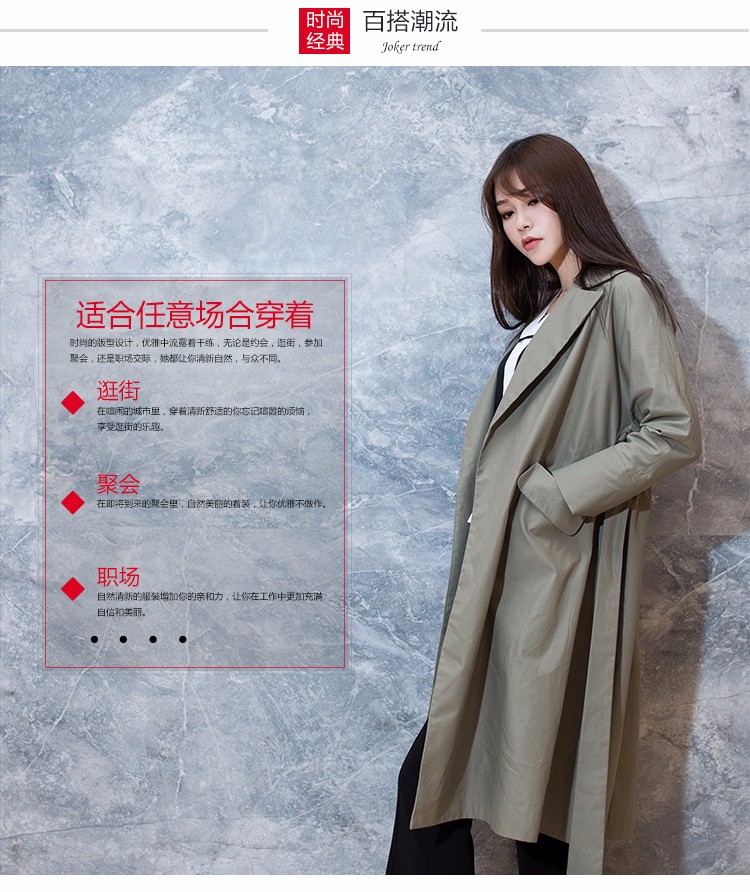 时尚
经典
百搭潮流
Joker trend
适合任意场合穿着
时尚的版型设计，优雅中流露着干练，无论是约会，逛街，参加
聚会，还是职场交际，她都让你清新自然，与众不同。
逛街
在喧闹的城市里，穿着清新舒适的你忘记喧嚣的烦恼，
享受逛街的乐趣。
聚会
在即将到来的聚会里，自然美丽的着装，让你优雅不做作。
职场
自然清新的服装增加你的亲和力，让你在工作中更加充满
自信和美丽。